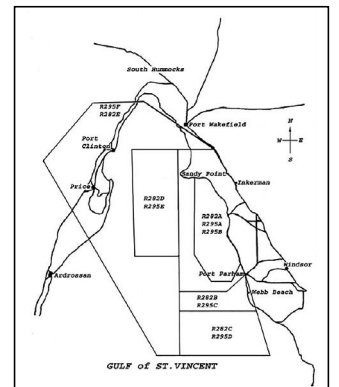 South Hummocks
R295F
R282E
Port Wakefield
N
W E
S
Port
Clinton
Sandy Point
Price
Inkerman
R282D
R295E
R282A
R295A
R295B
Windsor
Port Parham
Ardrossan
Webb Beach
R282B
R295C
R282C
R295D
GULF OF ST.VINCENT